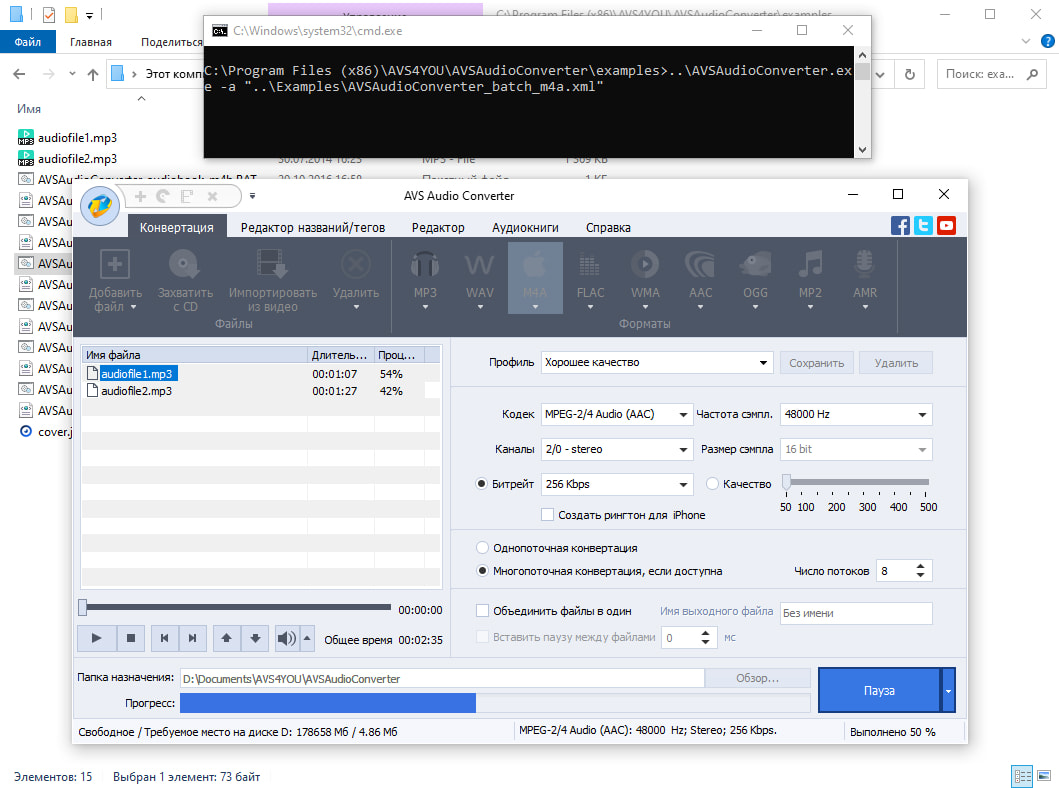 Управление
C:\Program Files (x86)\AVS4YOU\AVSAudioConverter\examples
Файл
Главная
Поделиться
C:\Windows\system32\cmd.exe
C:\Program Files (x86)\AVS4YOU\AVSAudioConverter\examples>..\AVSAudioConverter.ex
e -a "..\Examples\AVSAudioConverter_batch_m4a.xml"
Этот комп
Поиск: exa...
Имя
audiofile1.mp3
audiofile2.mp3 30.07.2014 16:25 MP3 - File 1 369 КБ
AVSAudioConverter_audiobook_m4b.BAT 20.10.2016 16:58 Пакетный файл 1 КБ
AVSAu
AVSAu
AVSAu
AVSAu
AVSAu
AVSAu
AVSAu
AVSAu
AVSAu
AVSAu
AVSAu
cover.j
AVS Audio Converter
Конвертация Редактор названий/тегов Редактор Аудиокниги Справка
Добавить файл
Захватить с CD
Импортировать из видео
Удалить
Файлы
MP3 WAV M4A FLAC WMA AAC OGG MP2 AMR
Форматы
Имя файла Длитель... Проц...
audiofile1.mp3 00:01:07 54%
audiofile2.mp3 00:01:27 42%
00:00:00
Общее время 00:02:35
Профиль Хорошее качество Сохранить Удалить
Кодек MPEG-2/4 Audio (AAC) Частота сэмпл. 48000 Hz
Каналы 2/0 - stereo Размер сэмпла 16 bit
Битрейт 256 Kbps Качество
50 100 200 300 400 500
Создать рингтон для iPhone
Однопоточная конвертация
Многопоточная конвертация, если доступна Число потоков 8
Объединить файлы в один Имя выходного файла Без имени
Вставить паузу между файлами 0 мс
Папка назначения: D:\Documents\AVS4YOU\AVSAudioConverter Обзор...
Прогресс:
Пауза
Свободное / Требуемое место на диске D: 178658 Мб / 4.86 Мб
MPEG-2/4 Audio (AAC): 48000 Hz; Stereo; 256 Kbps.
Выполнено 50 %
Элементов: 15 Выбран 1 элемент: 73 байт